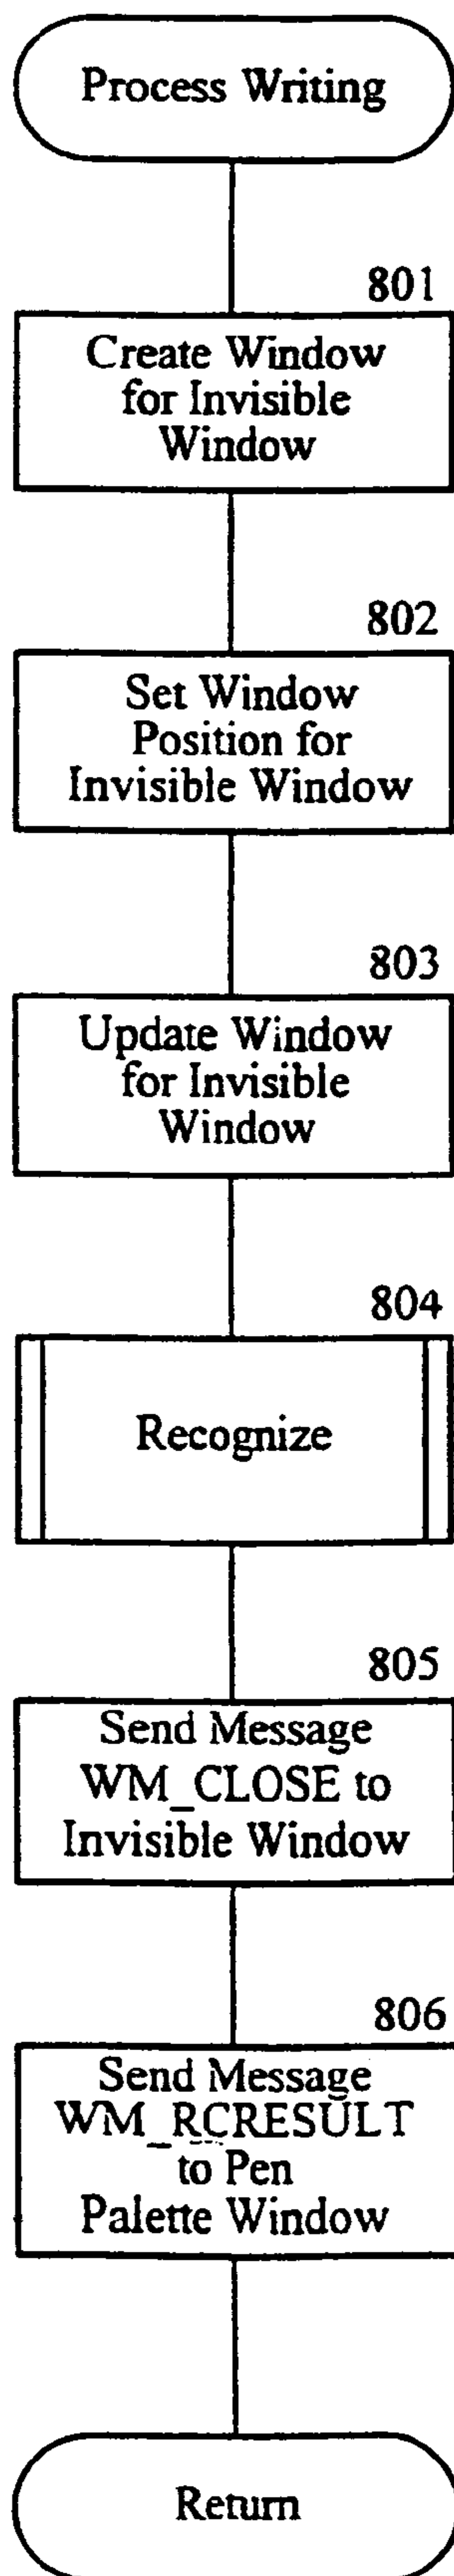 Process Writing
801
Create Window
for Invisible
Window
802
Set Window
Position for
Invisible Window
803
Update Window
for Invisible
Window
804
Recognize
805
Send Message
WM_CLOSE to
Invisible Window
806
Send Message
WM_RCRESULT
to Pen
Palette Window
Return